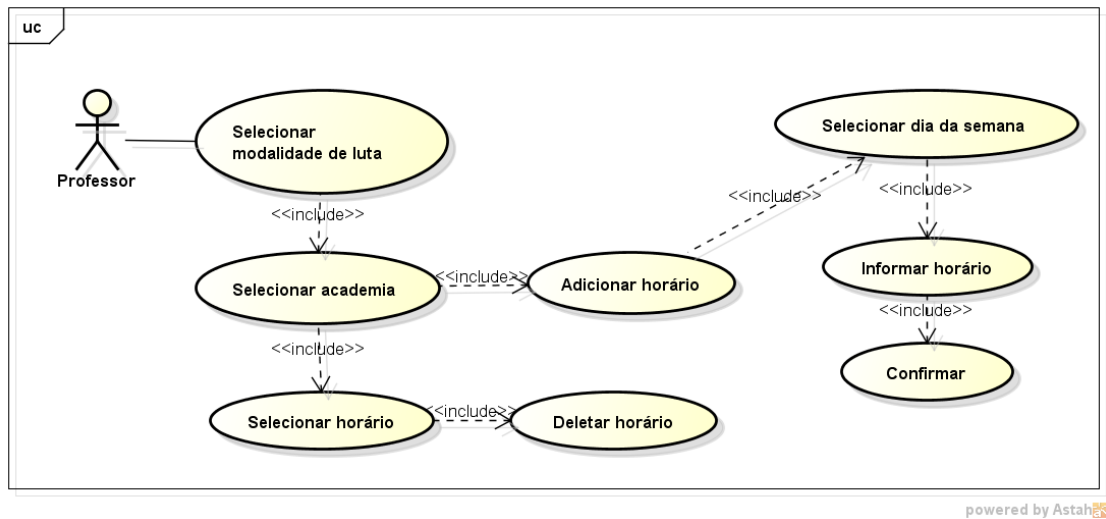 uc
Professor
Selecionar
modalidade de luta
<<include>>
Selecionar academia
<<include>>
Adicionar horário
<<include>>
Selecionar dia da semana
<<include>>
Informar horário
<<include>>
Confirmar
<<include>>
Selecionar horário
<<include>>
Deletar horário
powered by Astah